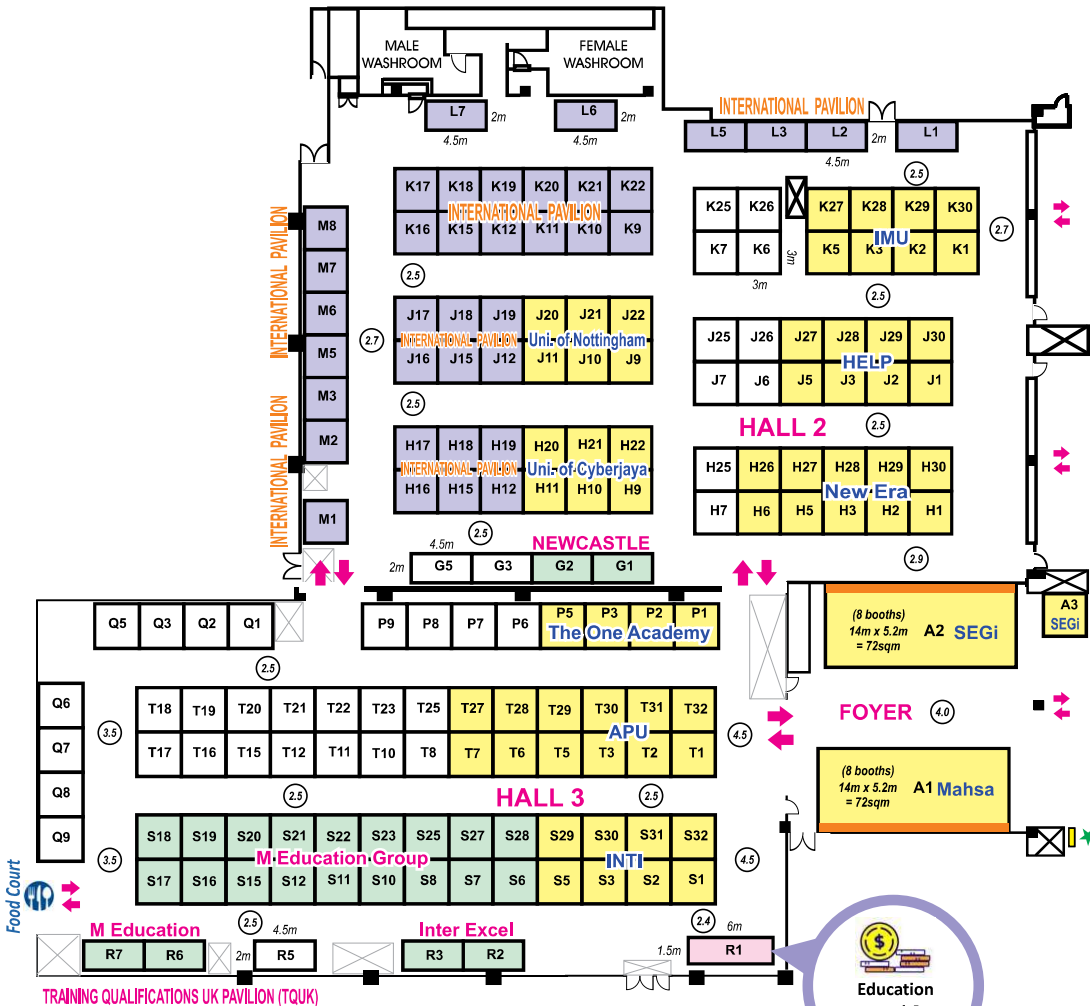 MALE
WASHROOM
FEMALE
WASHROOM
INTERNATIONAL PAVILION
L7
2m
4.5m
L6
2m
4.5m
L5 L3 L2 2m L1
4.5m
2.5
K17 K18 K19 K20 K21 K22
INTERNATIONAL PAVILION
K16 K15 K12 K11 K10 K9
K25 K26 K27 K28 K29 K30
IMU
K7 K6 K5 K3 K2 K1
3m
3m
2.7
2.5
2.5
INTERNATIONAL PAVILION
INTERNATIONAL PAVILION
M8
M7
M6
M5
M3
M2
M1
2.7
J17 J18 J19 J20 J21 J22
INTERNATIONAL PAVILION Uni. of Nottingham
J16 J15 J12 J11 J10 J9
J25 J26 J27 J28 J29 J30
HELP
J7 J6 J5 J3 J2 J1
2.5
HALL 2 2.5
H17 H18 H19 H20 H21 H22
INTERNATIONAL PAVILION Uni. of Cyberjaya
H16 H15 H12 H11 H10 H9
H25 H26 H27 H28 H29 H30
New Era
H7 H6 H5 H3 H2 H1
2.5
4.5m
NEWCASTLE
2m G5 G3 G2 G1
2.9
Q5 Q3 Q2 Q1
P9 P8 P7 P6 P5 P3 P2 P1
The One Academy
(8 booths)
14m x 5.2m
= 72sqm
A2 SEGi
A3
SEGi
2.5
Q6
Q7
Q8
Q9
3.5
T18 T19 T20 T21 T22 T23 T25 T27 T28 T29 T30 T31 T32
APU
T17 T16 T15 T12 T11 T10 T8 T7 T6 T5 T3 T2 T1
4.5
FOYER 4.0
(8 booths)
14m x 5.2m
= 72sqm
A1 Mahsa
2.5
HALL 3
2.5
S18 S19 S20 S21 S22 S23 S25 S27 S28 S29 S30 S31 S32
M Education Group INTI
S17 S16 S15 S12 S11 S10 S8 S7 S6 S5 S3 S2 S1
3.5
4.5
Food Court
2.5
2.4
M Education
R7 R6
4.5m
2m R5
Inter Excel
R3 R2
6m
1.5m R1
TRAINING QUALIFICATIONS UK PAVILION (TQUK)
$
Education